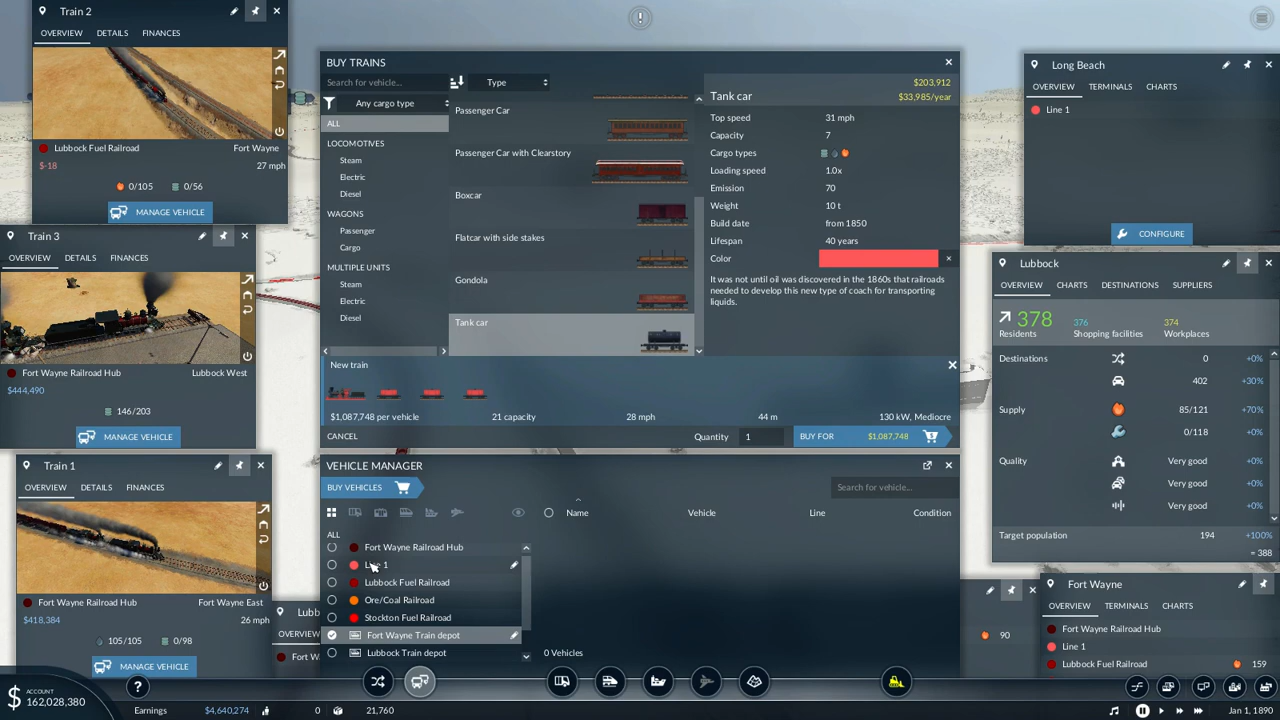 Train 2
OVERVIEW DETAILS FINANCES
Lubbock Fuel Railroad Fort Wayne
$-18 27 mph
0/105 0/56
MANAGE VEHICLE
Train 3
OVERVIEW DETAILS FINANCES
Fort Wayne Railroad Hub Lubbock West
$444,490
146/203
MANAGE VEHICLE
Train 1
OVERVIEW DETAILS FINANCES
Fort Wayne Railroad Hub Fort Wayne East
$418,384 26 mph
105/105 0/98
MANAGE VEHICLE
Lubb
OVERVIEW
Fort W
BUY TRAINS
Search for vehicle...
Type
Any cargo type
ALL
LOCOMOTIVES
Steam
Electric
Diesel
WAGONS
Passenger
Cargo
MULTIPLE UNITS
Steam
Electric
Diesel
Passenger Car
Passenger Car with Clearstory
Boxcar
Flatcar with side stakes
Gondola
Tank car
$203,912
Tank car $33,985/year
Top speed 31 mph
Capacity 7
Cargo types
Loading speed 1.0x
Emission 70
Weight 10 t
Build date from 1850
Lifespan 40 years
Color
It was not until oil was discovered in the 1860s that railroads
needed to develop this new type of coach for transporting
liquids.
New train
$1,087,748 per vehicle 21 capacity 28 mph 44 m 130 kW, Mediocre
CANCEL Quantity 1 BUY FOR $1,087,748
VEHICLE MANAGER
BUY VEHICLES
Search for vehicle...
Name Vehicle Line Condition
ALL
Fort Wayne Railroad Hub
Line 1
Lubbock Fuel Railroad
Ore/Coal Railroad
Stockton Fuel Railroad
Fort Wayne Train depot
Lubbock Train depot
0 Vehicles
Long Beach
OVERVIEW TERMINALS CHARTS
Line 1
CONFIGURE
Lubbock
OVERVIEW CHARTS DESTINATIONS SUPPLIERS
378 376 374
Residents Shopping facilities Workplaces
Destinations 0 +0%
402 +30%
Supply 85/121 +70%
0/118 +0%
Quality Very good +0%
Very good +0%
Very good +0%
Target population 194 +100%
= 388
90
Fort Wayne
OVERVIEW TERMINALS CHARTS
Fort Wayne Railroad Hub
Line 1
Lubbock Fuel Railroad 159
$ ACCOUNT
162,028,380
?
Earnings $4,640,274 0 21,760
Jan 1, 1890